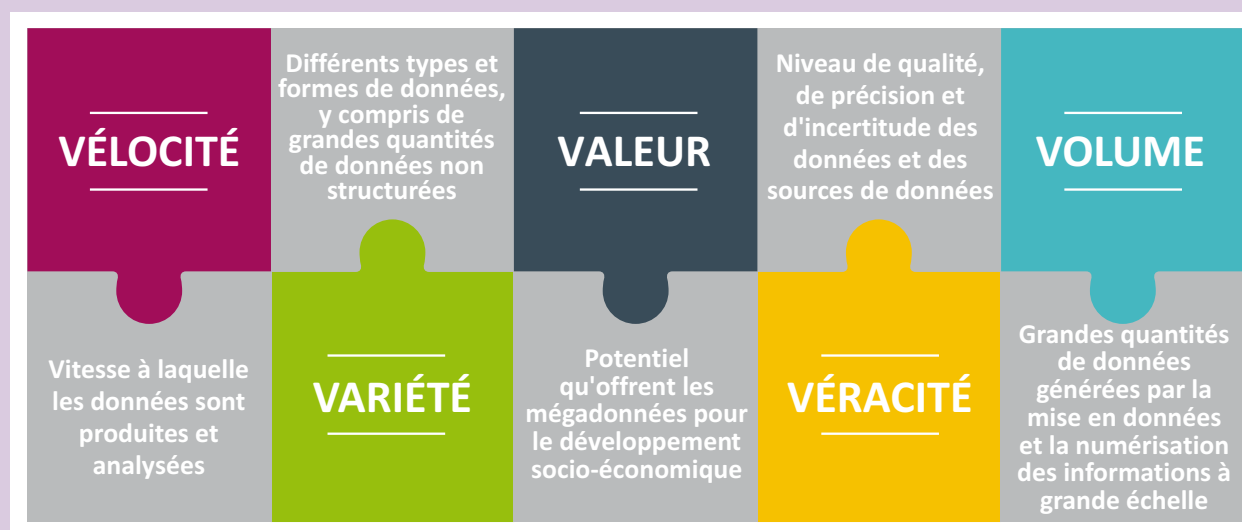 VÉLOCITÉ
Vitesse à laquelle
les données sont
produites et
analysées
Différents types et
formes de données,
y compris de
grandes quantités
de données non
structurées
VARIÉTÉ
VALEUR
Potentiel
qu'offrent les
mégadonnées pour
le développement
socio-économique
Niveau de qualité,
de précision et
d'incertitude des
données et des
sources de données
VÉRACITÉ
VOLUME
Grandes quantités
de données
générées par la
mise en données
et la numérisation
des informations à
grande échelle